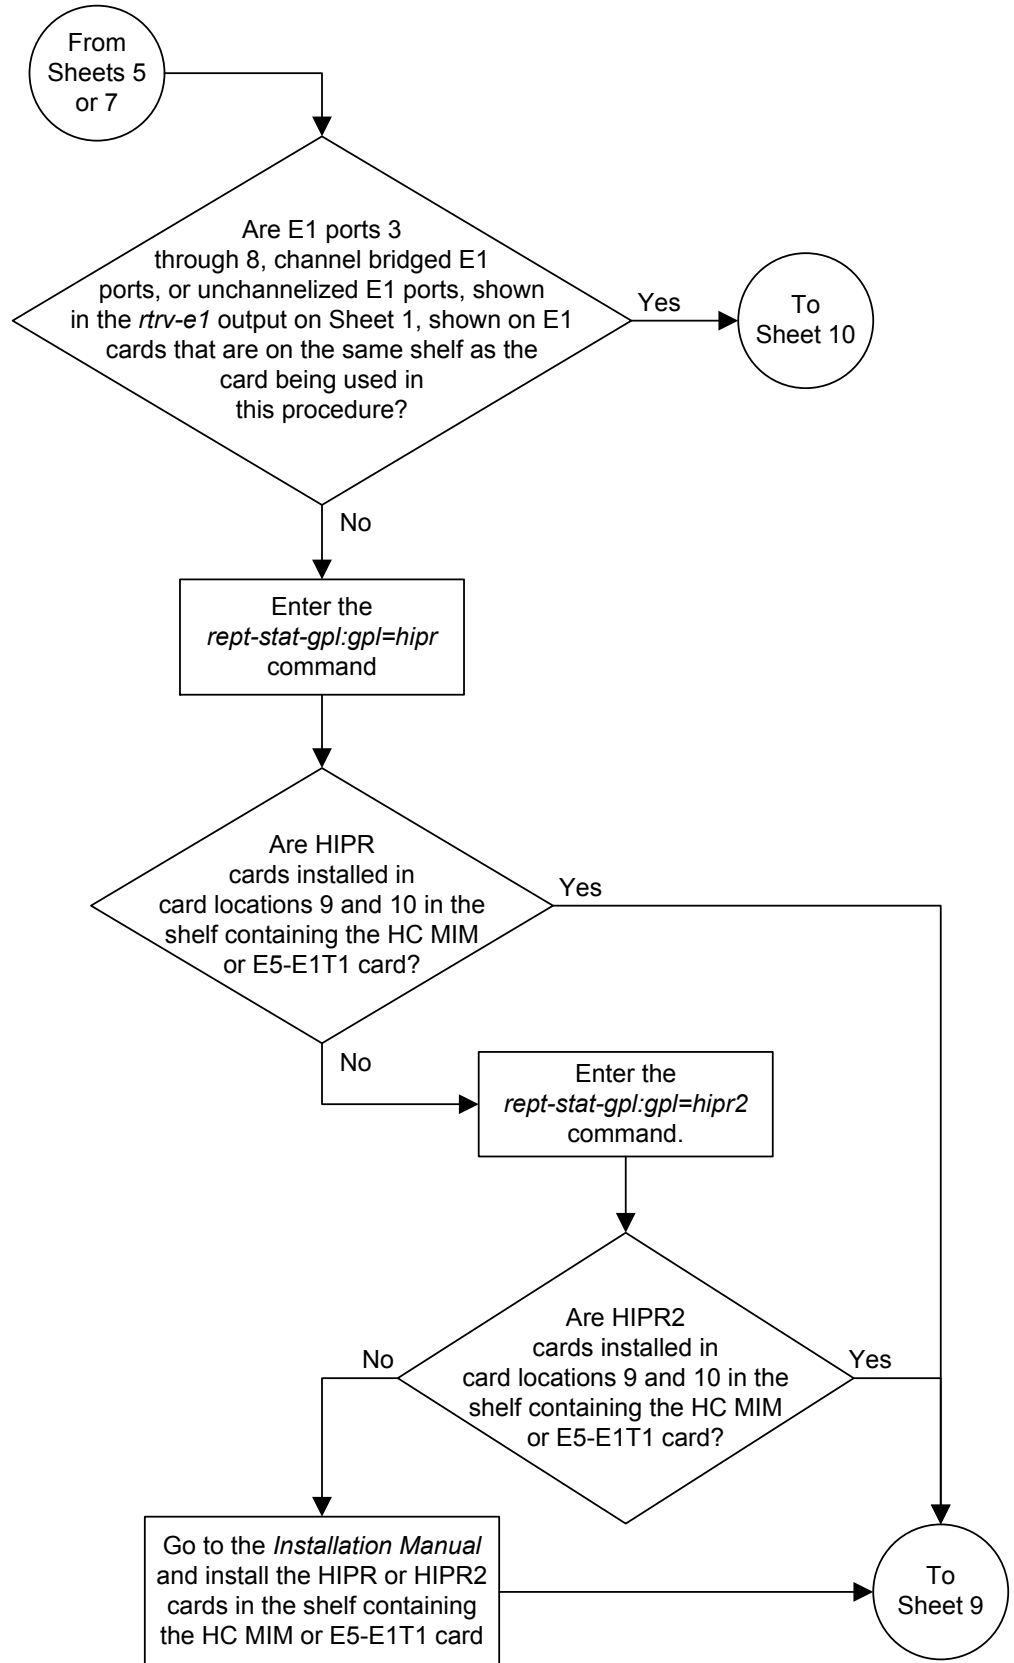 From
Sheets 5
or 7
Are E1 ports 3
through 8, channel bridged E1
ports, or unchannelized E1 ports, shown
in the rtrv-e1 output on Sheet 1, shown on E1
cards that are on the same shelf as the
card being used in
this procedure?
Yes
To
Sheet 10
No
Enter the
rept-stat-gpl:gpl=hipr
command
Are HIPR
cards installed in
card locations 9 and 10 in the
shelf containing the HC MIM
or E5-E1T1 card?
Yes
No
Enter the
rept-stat-gpl:gpl=hipr2
command.
Are HIPR2
cards installed in
card locations 9 and 10 in the
shelf containing the HC MIM
or E5-E1T1 card?
No
Yes
Go to the Installation Manual
and install the HIPR or HIPR2
cards in the shelf containing
the HC MIM or E5-E1T1 card
To
Sheet 9